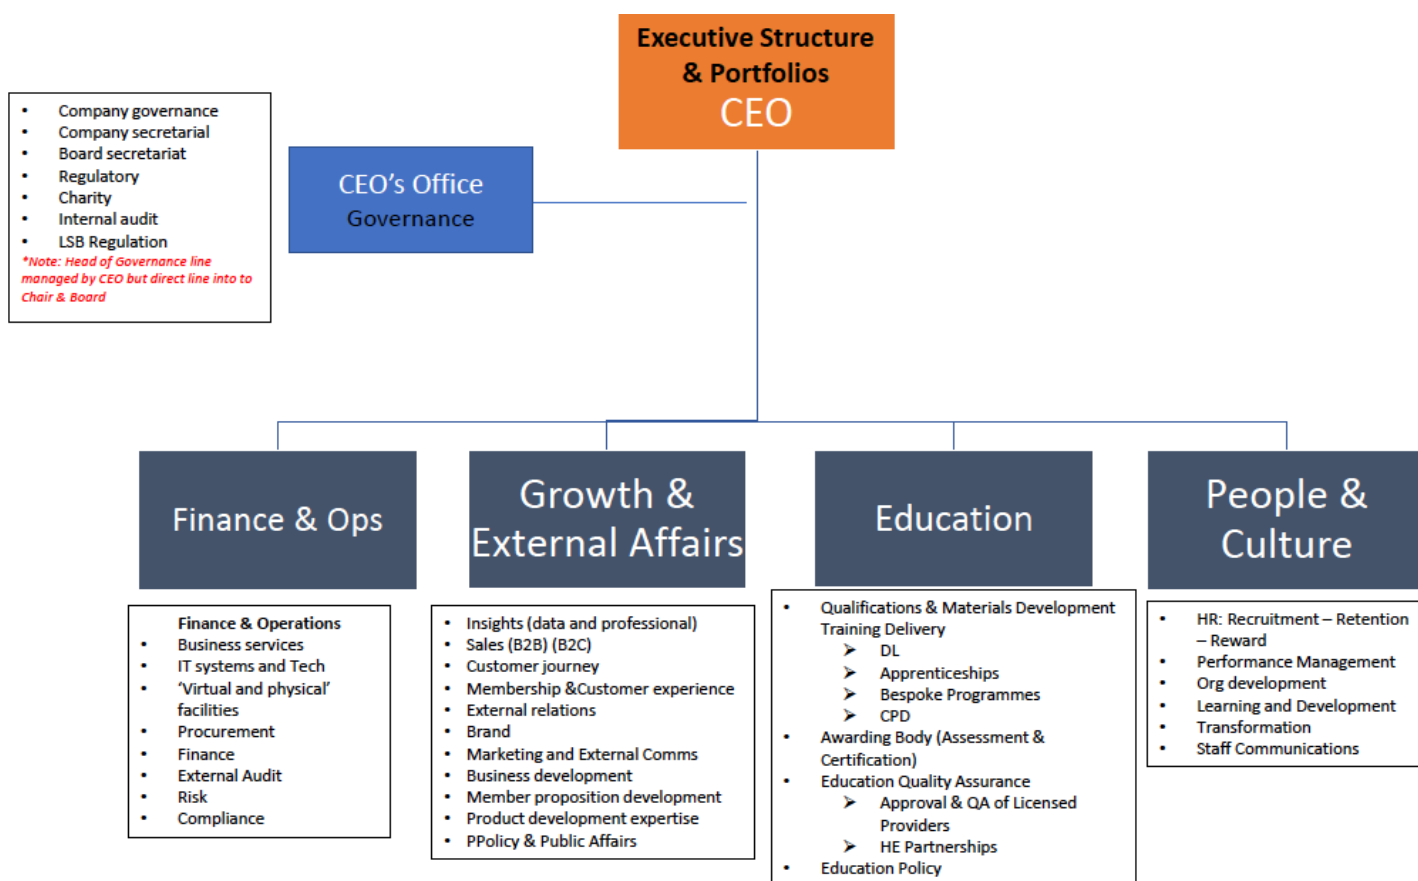 Executive Structure
& Portfolios
CEO
• Company governance
• Company secretarial
• Board secretariat
• Regulatory
• Charity
• Internal audit
• LSB Regulation
*Note: Head of Governance line
managed by CEO but direct line into to
Chair & Board
CEO’s Office
Governance
Finance & Ops
Growth &
External Affairs
Education
People &
Culture
Finance & Operations
• Business services
• IT systems and Tech
• ‘Virtual and physical’
facilities
• Procurement
• Finance
• External Audit
• Risk
• Compliance
• Insights (data and professional)
• Sales (B2B) (B2C)
• Customer journey
• Membership &Customer experience
• External relations
• Brand
• Marketing and External Comms
• Business development
• Member proposition development
• Product development expertise
• PPolicy & Public Affairs
• Qualifications & Materials Development
Training Delivery
➢ DL
➢ Apprenticeships
➢ Bespoke Programmes
➢ CPD
• Awarding Body (Assessment &
Certification)
• Education Quality Assurance
➢ Approval & QA of Licensed
Providers
➢ HE Partnerships
• Education Policy
• HR: Recruitment – Retention
– Reward
• Performance Management
• Org development
• Learning and Development
• Transformation
• Staff Communications